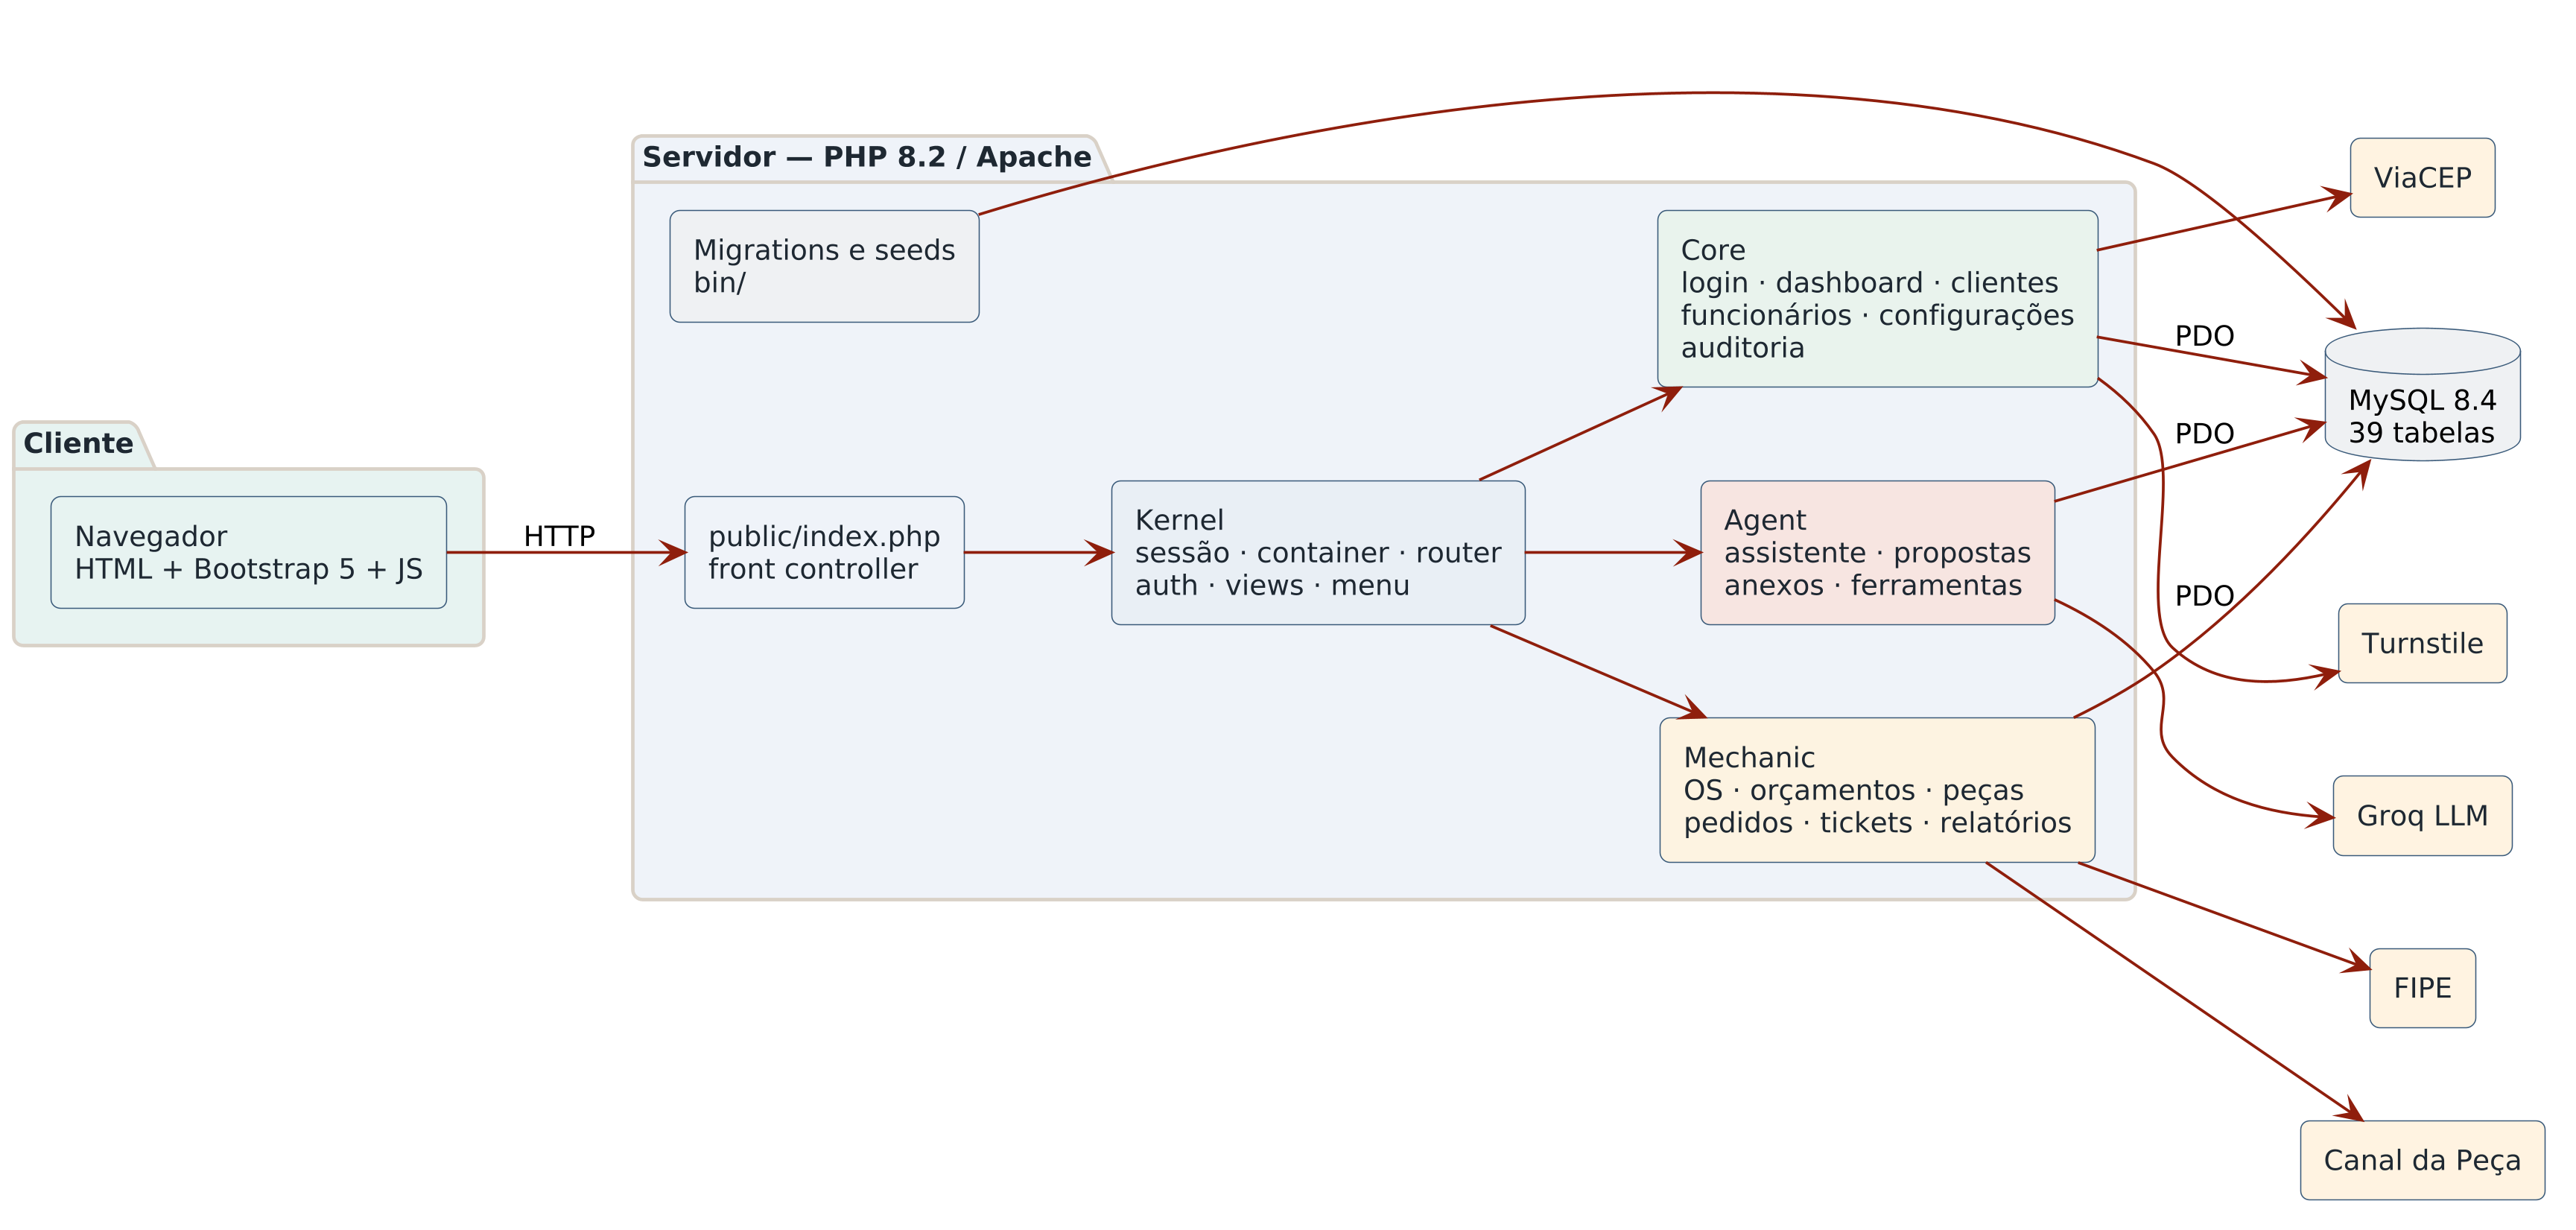 Servidor — PHP 8.2 / Apache
ViaCEP
Migrations e seeds
bin/
Core
login · dashboard · clientes
funcionários · configurações
auditoria
PDO
MySQL 8.4
39 tabelas
PDO
Cliente
Navegador
HTML + Bootstrap 5 + JS
HTTP
public/index.php
front controller
Kernel
sessão · container · router
auth · views · menu
Agent
assistente · propostas
anexos · ferramentas
PDO
Turnstile
Mechanic
OS · orçamentos · peças
pedidos · tickets · relatórios
Groq LLM
FIPE
Canal da Peça